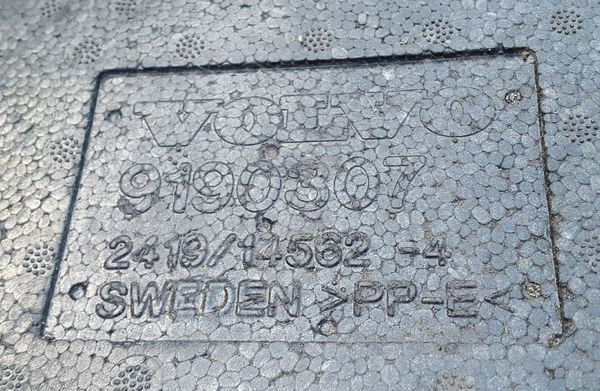 VOLVO
9190307
2419/14562 -4
SWEDEN >PP-E<